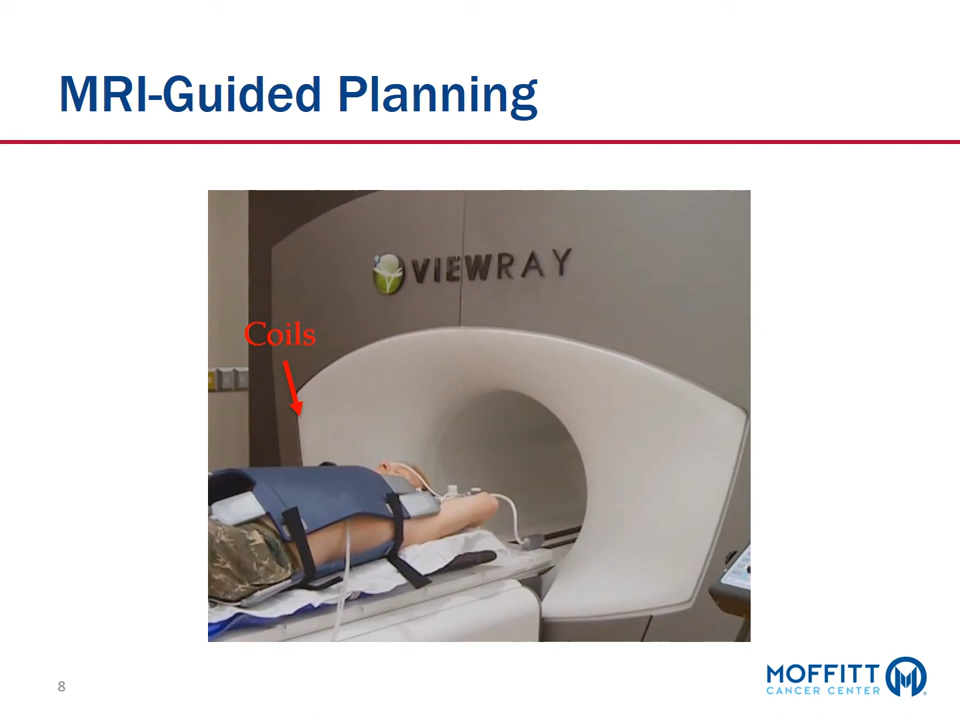 MRI-Guided Planning
VIEWRAY
Coils
8
MOFFITT
CANCER CENTER